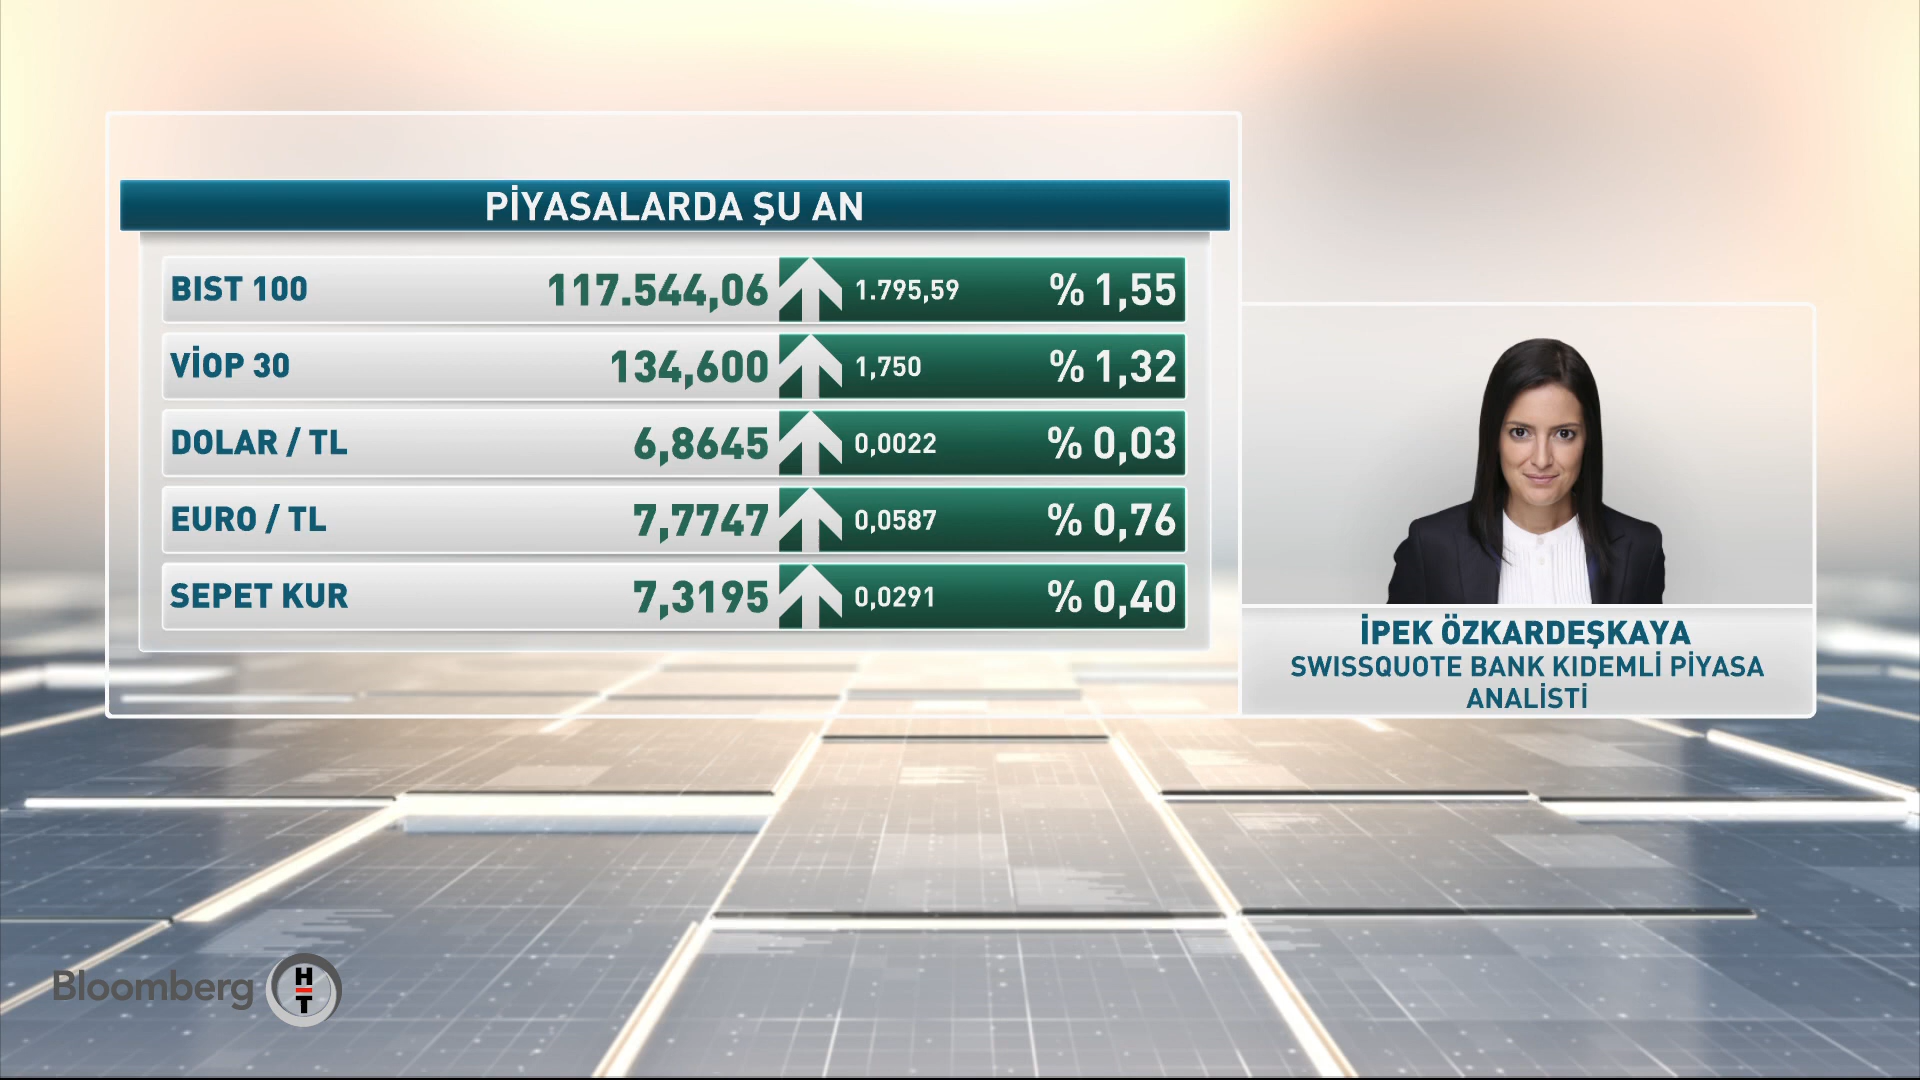 PİYASALARDA ŞU AN
BIST 100 117.544,06 1.795,59 % 1,55
VİOP 30 134,600 1,750 % 1,32
DOLAR / TL 6,8645 0,0022 % 0,03
EURO / TL 7,7747 0,0587 % 0,76
SEPET KUR 7,3195 0,0291 % 0,40
İPEK ÖZKARDEŞKAYA
SWISSQUOTE BANK KIDEMLİ PİYASA
ANALİSTİ
Bloomberg HT